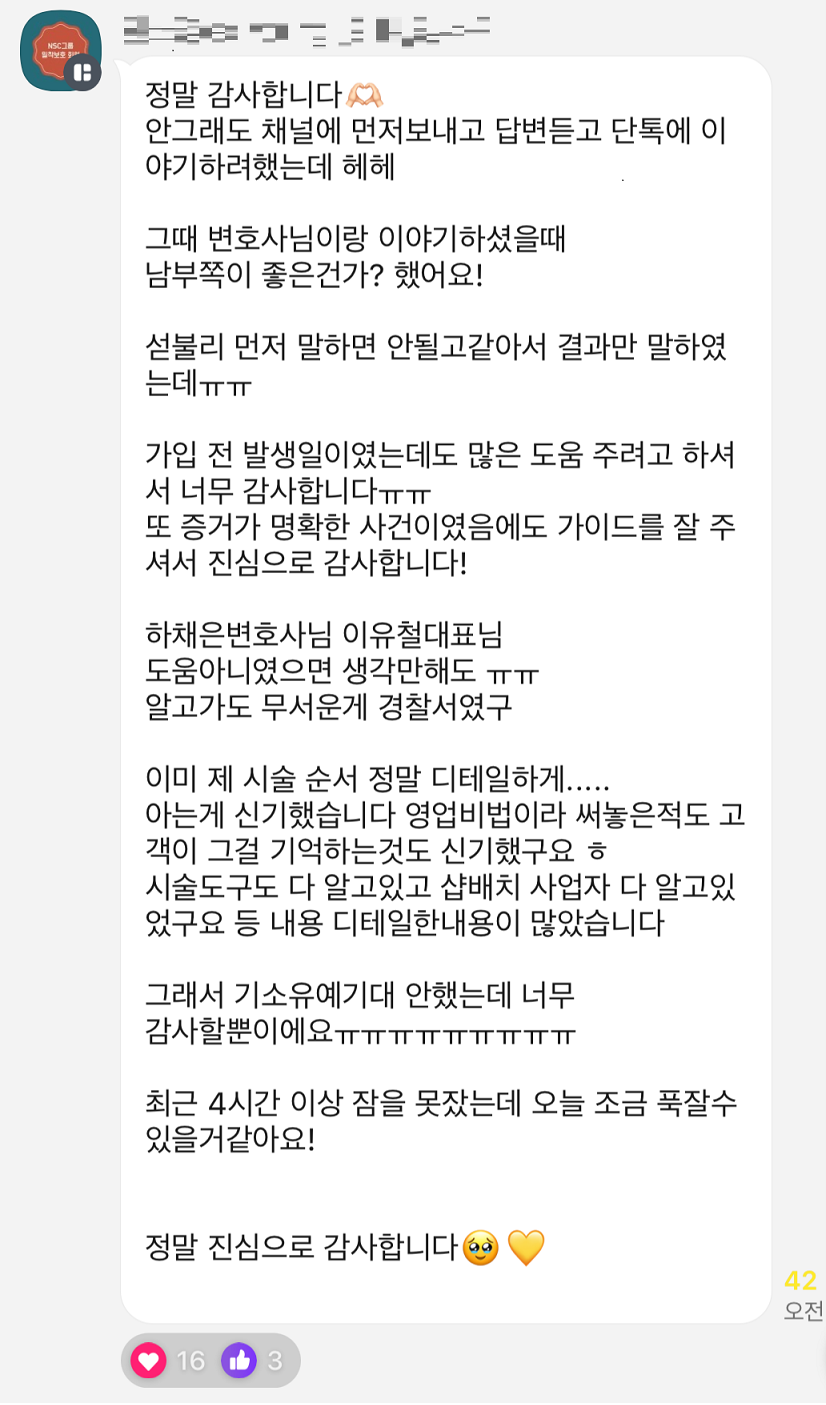 NSC그룹
정말 감사합니다🫶🏻
안그래도 채널에 먼저보내고 답변듣고 단톡에 이
야기하려했는데 헤헤
그때 변호사님이랑 이야기하셨을때
남부쪽이 좋은건가? 했어요!
섣불리 먼저 말하면 안될고같아서 결과만 말하였
는데ㅠㅠ
가입 전 발생일이였는데도 많은 도움 주려고 하셔
서 너무 감사합니다ㅠㅠ
또 증거가 명확한 사건이였음에도 가이드를 잘 주
셔서 진심으로 감사합니다!
하채은변호사님 이유철대표님
도움아니였으면 생각만해도 ㅠㅠ
알고가도 무서운게 경찰서였구
이미 제 시술 순서 정말 디테일하게.....
아는게 신기했습니다 영업비법이라 써놓은적도 고
객이 그걸 기억하는것도 신기했구요 ㅎ
시술도구도 다 알고있고 샵배치 사업자 다 알고있
었구요 등 내용 디테일한내용이 많았습니다
그래서 기소유예기대 안했는데 너무
감사할뿐이에요ㅠㅠㅠㅠㅠㅠㅠㅠㅠ
최근 4시간 이상 잠을 못잤는데 오늘 조금 푹잘수
있을거같아요!
정말 진심으로 감사합니다🥹 💛
42
오전
16 3